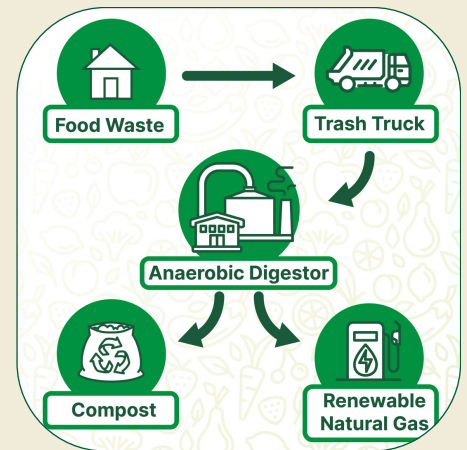 Food Waste
Trash Truck
Anaerobic Digestor
Compost
Renewable
Natural Gas